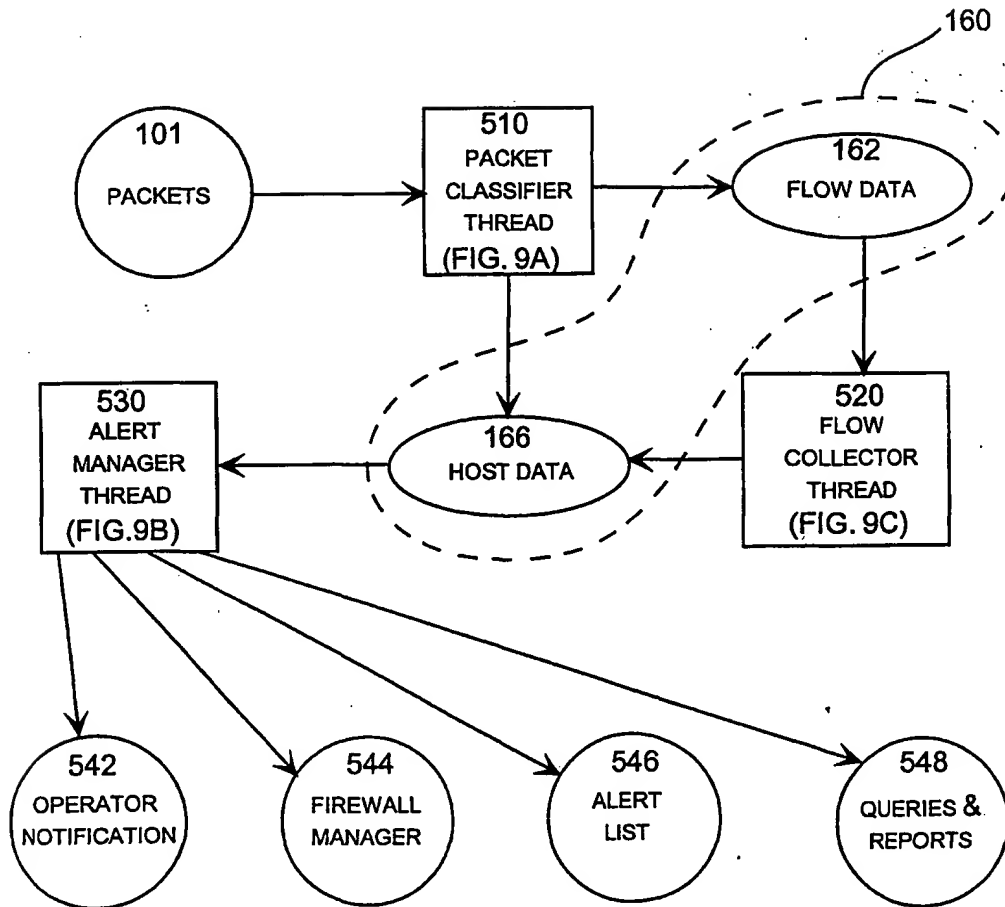 160
101
PACKETS
510
PACKET
CLASSIFIER
THREAD
(FIG. 9A)
162
FLOW DATA
530
ALERT
MANAGER
THREAD
(FIG.9B)
166
HOST DATA
520
FLOW
COLLECTOR
THREAD
(FIG. 9C)
542
OPERATOR
NOTIFICATION
544
FIREWALL
MANAGER
546
ALERT
LIST
548
QUERIES &
REPORTS